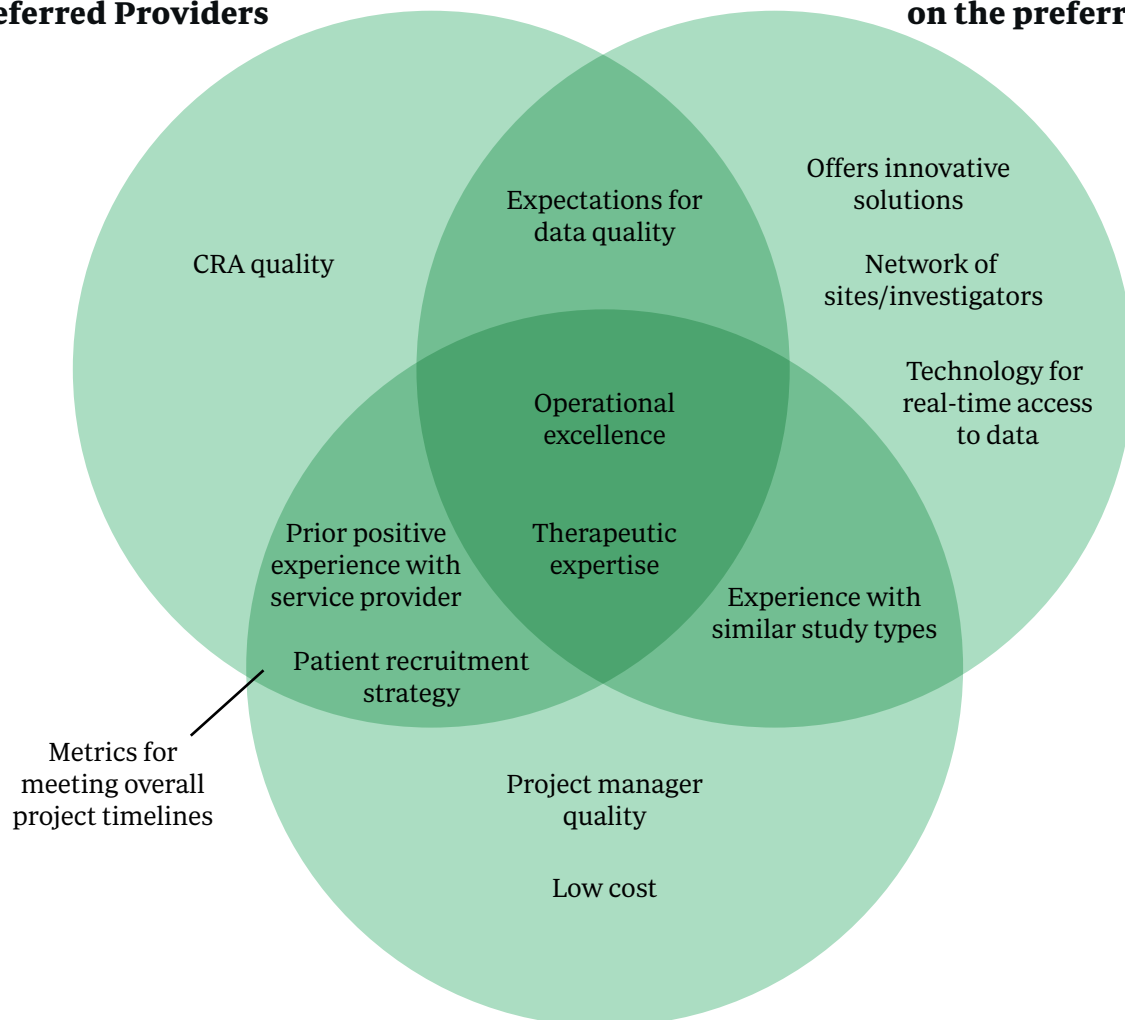 Providers
on the
Offers innovative
solutions
Expectations for
data quality
CRA quality
Network of
sites/investigators
Technology for
real-time access
to data
Operational
excellence
Prior positive
experience with
service provider
Therapeutic
expertise
Experience with
similar study types
Patient recruitment
strategy
Metrics for
meeting overall
project timelines
Project manager
quality
Low cost